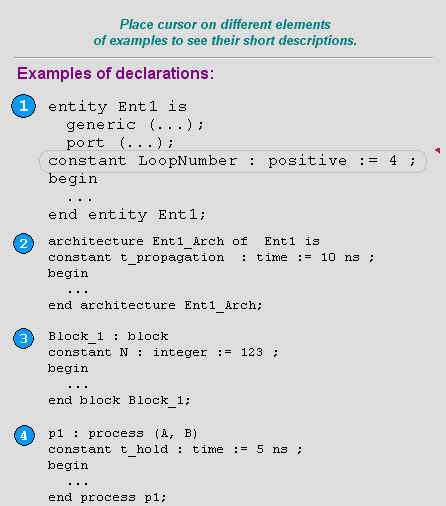 Place cursor on different elements
of examples to see their short descriptions.
Examples of declarations:
1 entity Ent1 is
generic (...);
port (...);
constant LoopNumber : positive := 4 ;
begin
...
end entity Ent1;
2 architecture Ent1_Arch of Ent1 is
constant t_propagation : time := 10 ns ;
begin
...
end architecture Ent1_Arch;
3 Block_1 : block
constant N : integer := 123 ;
begin
...
end block Block_1;
4 p1 : process (A, B)
constant t_hold : time := 5 ns ;
begin
...
end process p1;